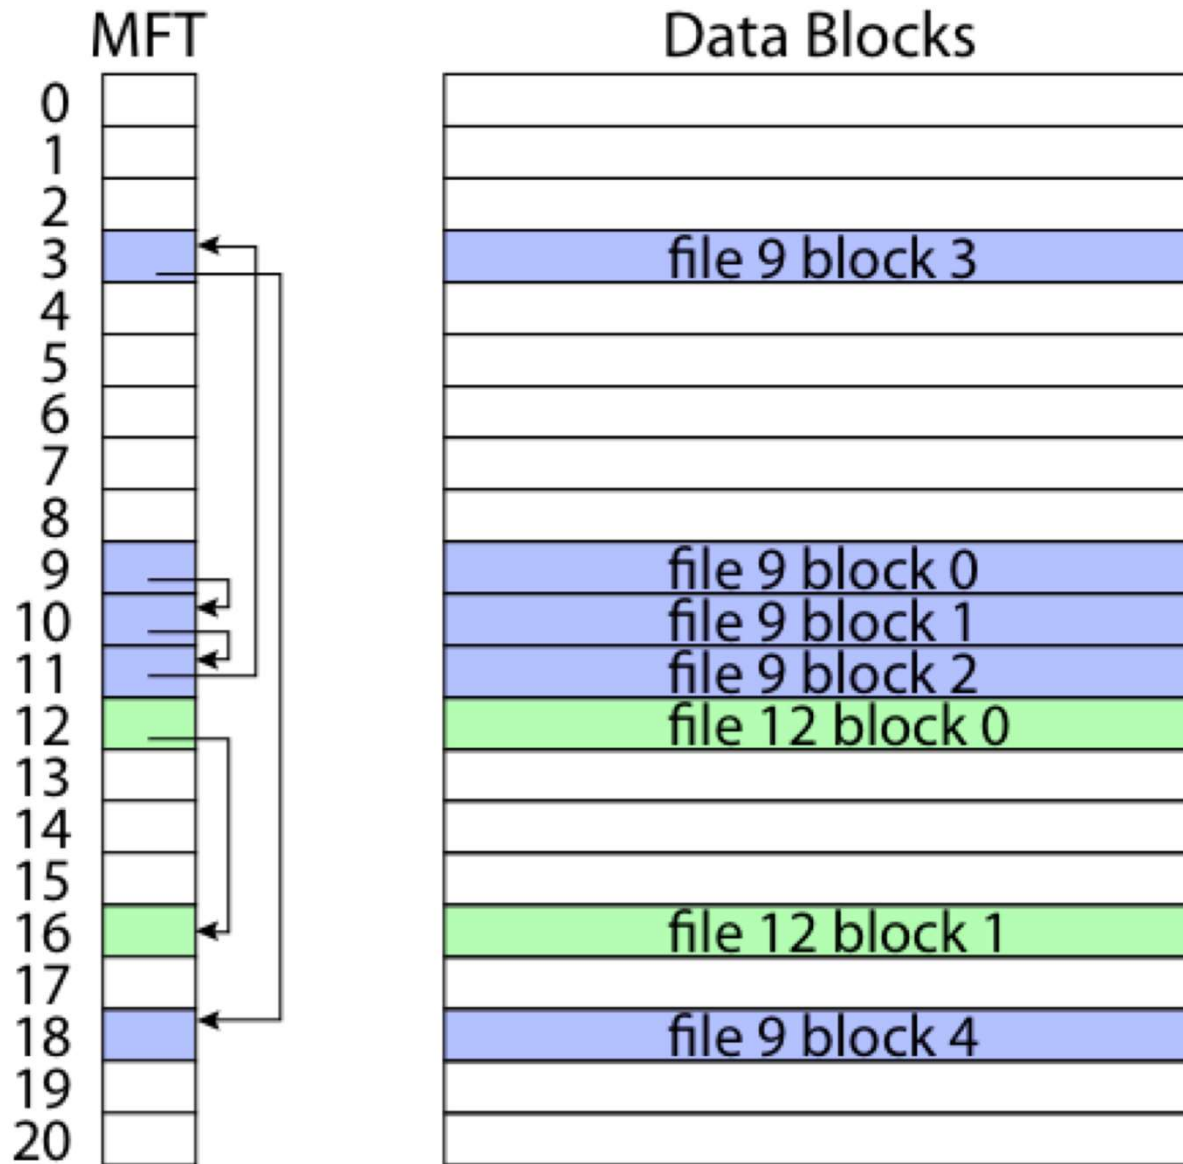 MFT Data Blocks
0
1
2
3 file 9 block 3
4
5
6
7
8
9 file 9 block 0
10 file 9 block 1
11 file 9 block 2
12 file 12 block 0
13
14
15
16 file 12 block 1
17
18 file 9 block 4
19
20